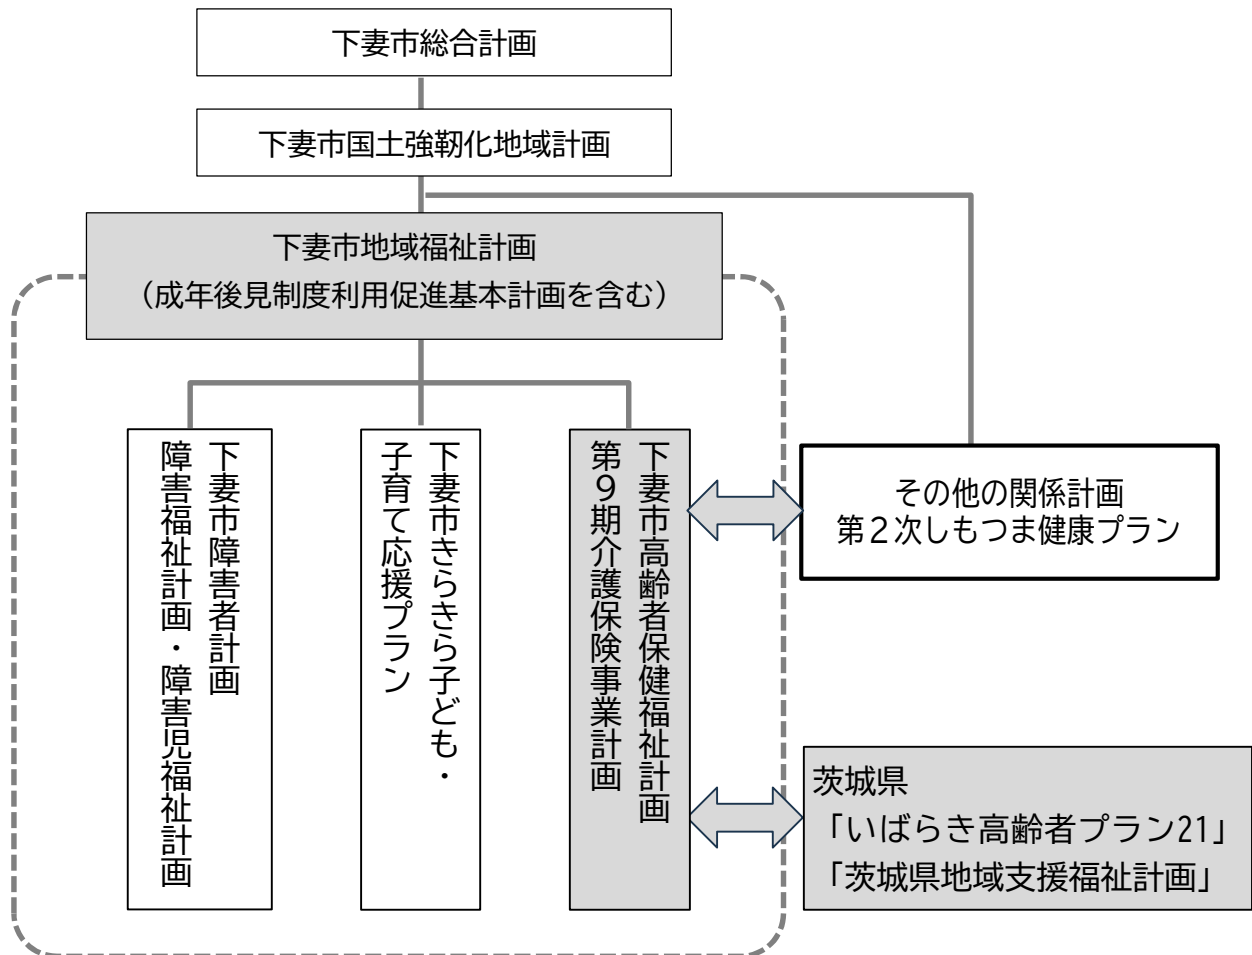 下妻市総合計画
下妻市国土強靭化地域計画
下妻市地域福祉計画
（成年後見制度利用促進基本計画を含む）
下妻市障害者計画
障害福祉計画・障害児福祉計画
下妻市きらきら子ども・
子育て応援プラン
下妻市高齢者保健福祉計画
第９期介護保険事業計画
その他の関係計画
第２次しもつま健康プラン
茨城県
「いばらき高齢者プラン21」
「茨城県地域支援福祉計画」